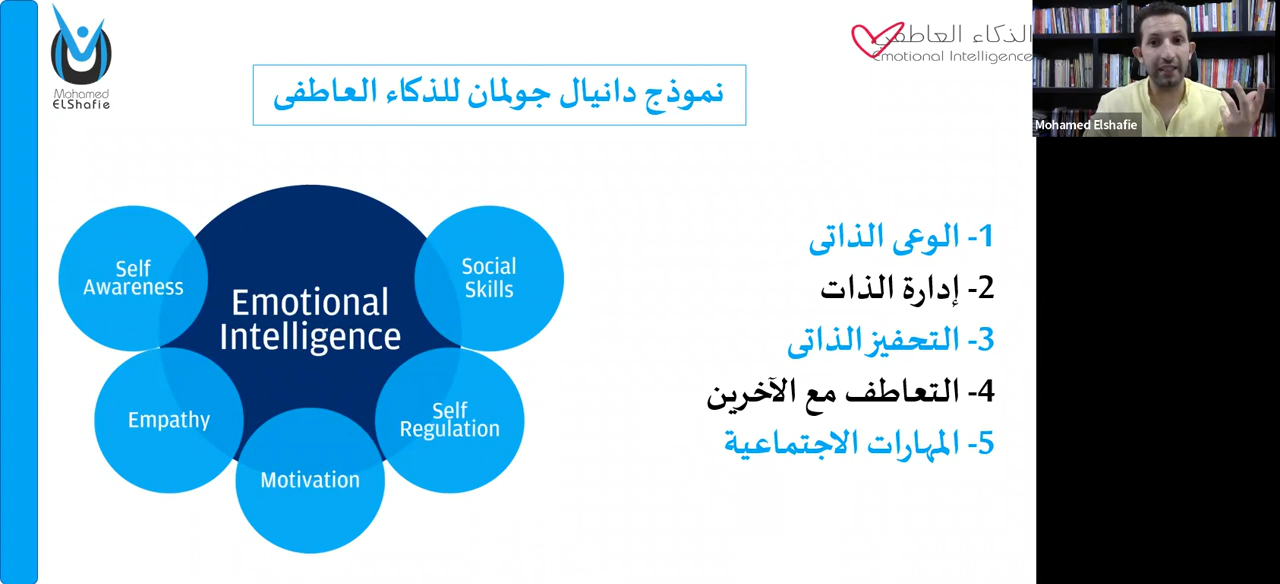 Mohamed
ELShafie
الذكاء العاطفي
Emotional Intelligence
Mohamed Elshafie
نموذج دانيال جولمان للذكاء العاطفى
Self
Awareness
Emotional
Intelligence
Social
Skills
Empathy
Self
Regulation
Motivation
1- الوعى الذاتى
2- إدارة الذات
3- التحفيز الذاتى
4- التعاطف مع الآخرين
5- المهارات الاجتماعية